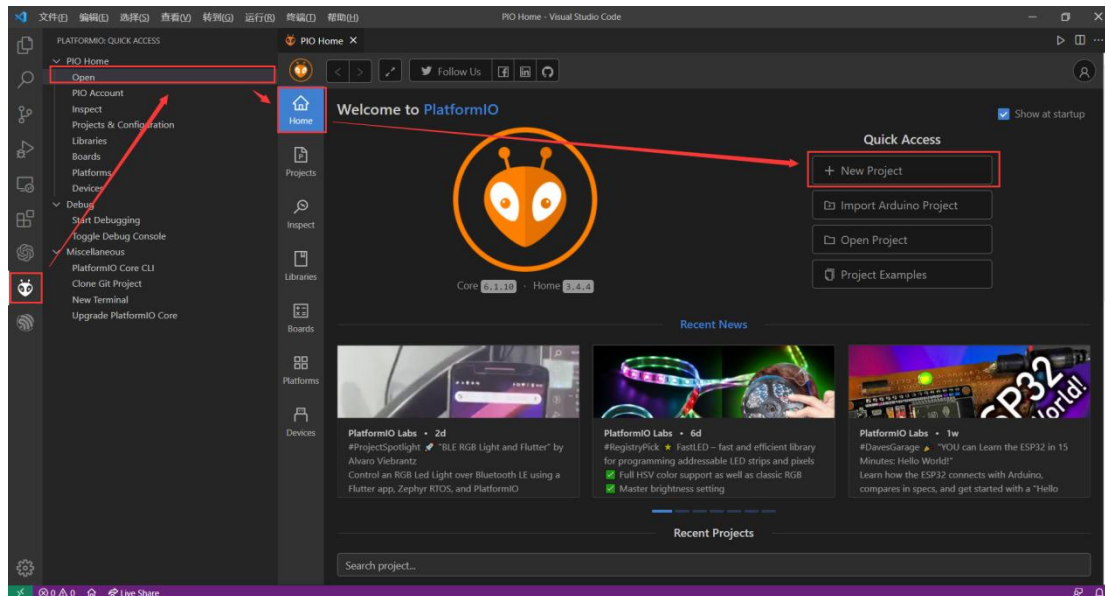 文件(F) 编辑(E) 选择(S) 查看(V) 转到(G) 运行(R) 终端(T) 帮助(H) PIO Home - Visual Studio Code
PLATFORMIO: QUICK ACCESS
PIO Home
Open
PIO Account
Inspect
Projects & Configuration
Libraries
Boards
Platforms
Devices
Debug
Start Debugging
Toggle Debug Console
Miscellaneous
PlatformIO Core CLI
Clone Git Project
New Terminal
Upgrade PlatformIO Core
PIO Home
Follow Us
Home
Projects
Inspect
Libraries
Boards
Platforms
Devices
Welcome to PlatformIO
Show at startup
Core 6.1.10 · Home 3.4.4
Quick Access
+ New Project
Import Arduino Project
Open Project
Project Examples
Recent News
PlatformIO Labs • 2d
#ProjectSpotlight 🚀 "BLE RGB Light and Flutter" by
Alvaro Viebrantz
Control an RGB Led Light over Bluetooth LE using a
Flutter app, Zephyr RTOS, and PlatformIO
PlatformIO Labs • 6d
#RegistryPick ★ FastLED – fast and efficient library
for programming addressable LED strips and pixels
✅ Full HSV color support as well as classic RGB
✅ Master brightness setting
ESP32
World!
PlatformIO Labs • 1w
#DavesGarage "YOU can Learn the ESP32 in 15
Minutes: Hello World!"
Learn how the ESP32 connects with Arduino,
compares in specs, and get started with a "Hello
Recent Projects
Search project...
0 0 Live Share